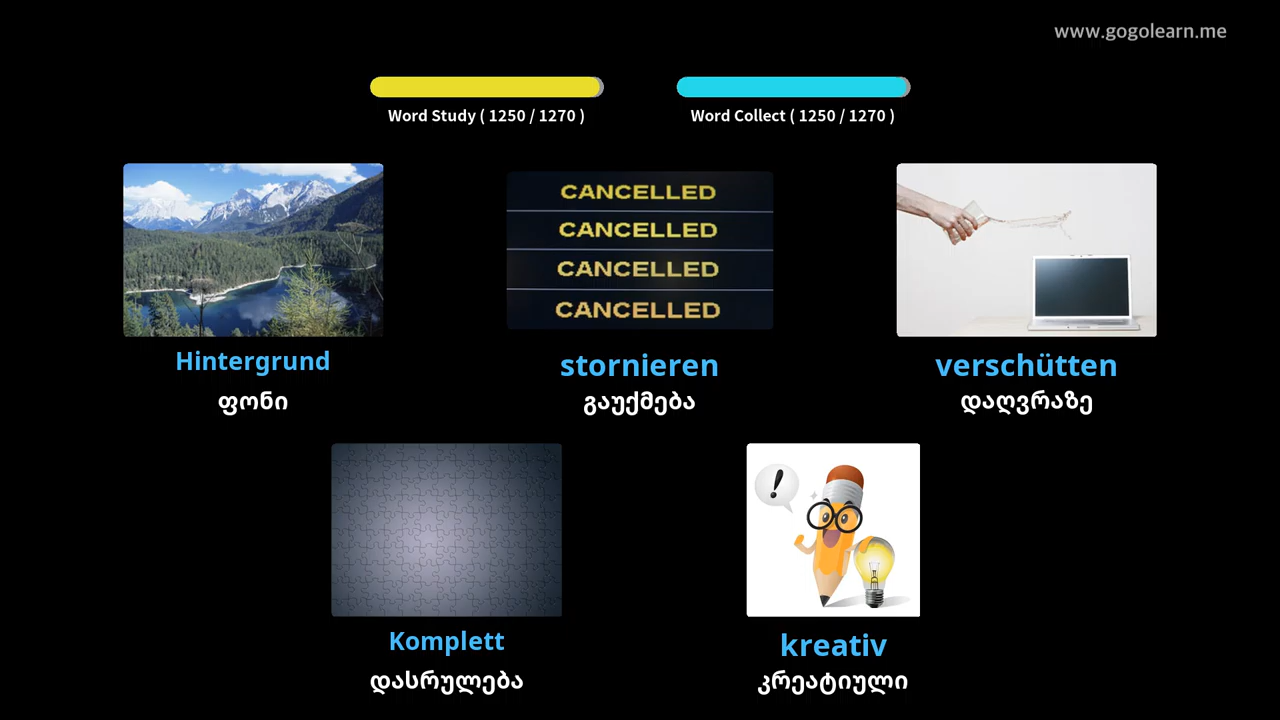 www.gogolearn.me
Word Study ( 1250 / 1270 )
Word Collect ( 1250 / 1270 )
CANCELLED
CANCELLED
CANCELLED
CANCELLED
Hintergrund
stornieren
verschütten
ფონი
გაუქმება
დაღვრაზე
!
Komplett
kreativ
დასრულება
კრეატიული